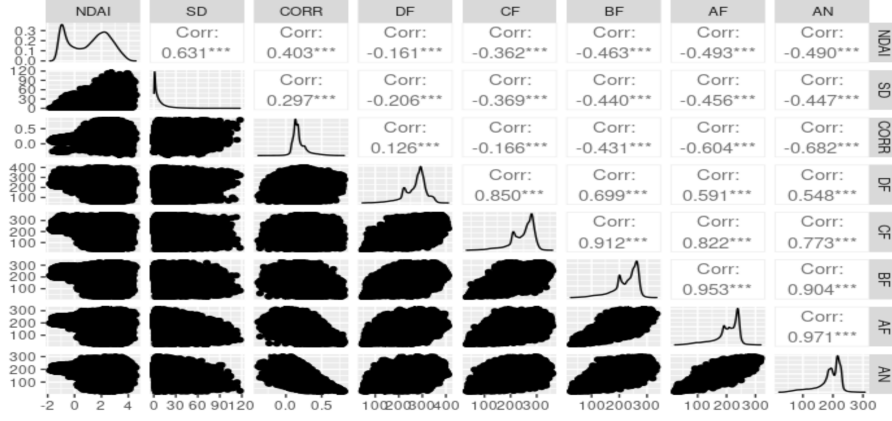 NDAI SD CORR DF CF BF AF AN
0.3 Corr: Corr: Corr: Corr: Corr: Corr: Corr: NDAI
0.2
0.1 0.631*** 0.403*** -0.161*** -0.362*** -0.463*** -0.493*** -0.490***
0.0
120 Corr: Corr: Corr: Corr: Corr: Corr: SD
90
60
30 0.297*** -0.206*** -0.369*** -0.440*** -0.456*** -0.447***
0
0.5 Corr: Corr: Corr: Corr: Corr: CORR
0.0 0.126*** -0.166*** -0.431*** -0.604*** -0.682***
400 Corr: Corr: Corr: Corr: DF
300
200 0.850*** 0.699*** 0.591*** 0.548***
100
300 Corr: Corr: Corr: CF
200
100 0.912*** 0.822*** 0.773***
300 Corr: Corr: BF
200
100 0.953*** 0.904***
300 Corr: AF
200
100 0.971***
300 AN
200
100
-2 0 2 4 0 30 60 90120 0.0 0.5 100200300400 100200300 100200300 100200300 100 200 300